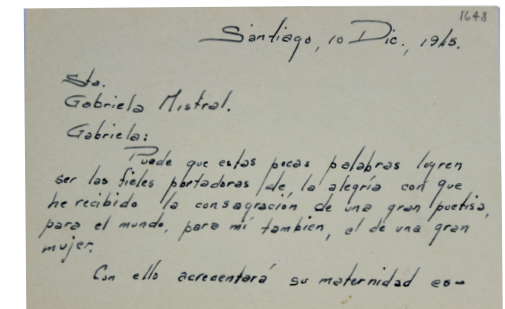 1648
Santiago, 10 Dic., 1945.
Sta.
Gabriela Mistral.
Gabriela:
Puede que estas pocas palabras logren
ser las fieles portadoras de, la alegría con que
he recibido la consagración de una gran poetisa,
para el mundo, para mí tambien, el de una gran
mujer.
Con ello acrecentará su maternidad es-